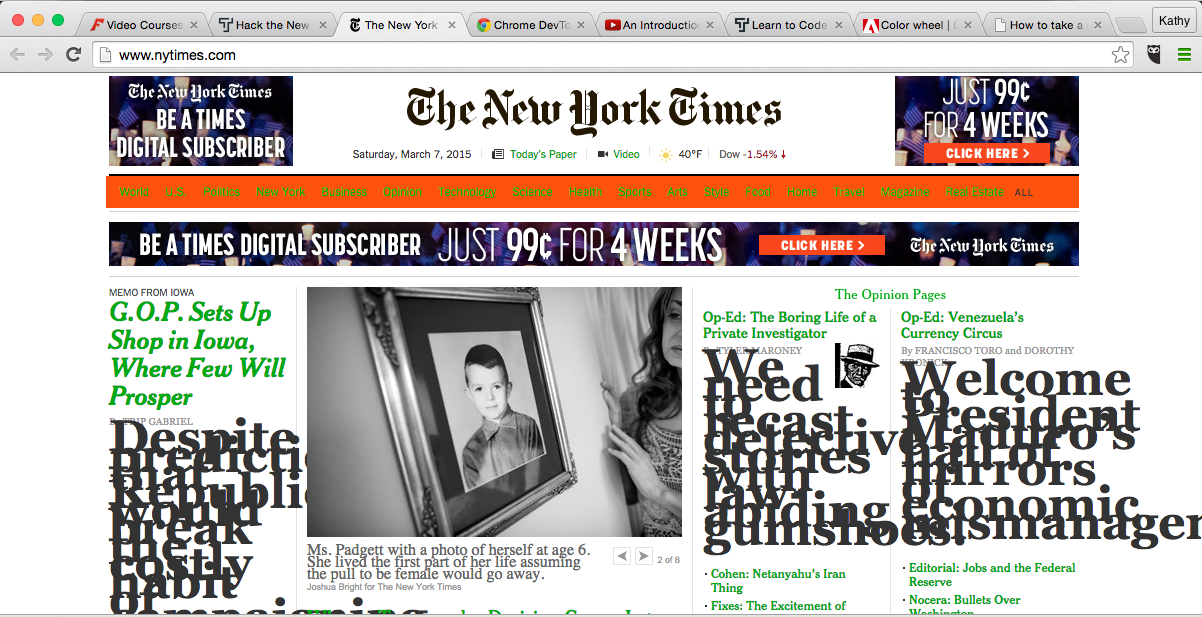 Video Courses
Hack the New
The New York
Chrome DevTo
An Introductio
Learn to Code
Color wheel | C
How to take a
Kathy
www.nytimes.com
The New York Times
BE A TIMES
DIGITAL SUBSCRIBER
The New York Times
JUST 99¢
FOR 4 WEEKS
CLICK HERE >
Saturday, March 7, 2015
Today's Paper
Video
40°F
Dow -1.54% ↓
World U.S. Politics New York Business Opinion Technology Science Health Sports Arts Style Food Home Travel Magazine Real Estate ALL
BE A TIMES DIGITAL SUBSCRIBER JUST 99¢ FOR 4 WEEKS CLICK HERE > The New York Times
MEMO FROM IOWA
G.O.P. Sets Up
Shop in Iowa,
Where Few Will
Prosper
By TRIP GABRIEL
Despite
predictio
that
Republic
would
break
the
costly
habit
of
campaigning
Ms. Padgett with a photo of herself at age 6.
She lived the first part of her life assuming
the pull to be female would go away.
Joshua Bright for The New York Times
2 of 8
The Opinion Pages
Op-Ed: The Boring Life of a
Private Investigator
By TYLER MARONEY
We
need
to
recast
detective
stories
with
law
abiding
gumshoes.
· Cohen: Netanyahu's Iran
Thing
· Fixes: The Excitement of
Op-Ed: Venezuela's
Currency Circus
By FRANCISCO TORO and DOROTHY
KRONICK
Welcome
to
President
Maduro's
hall of
mirrors
of
economic
mismanager
· Editorial: Jobs and the Federal
Reserve
· Nocera: Bullets Over
Washington